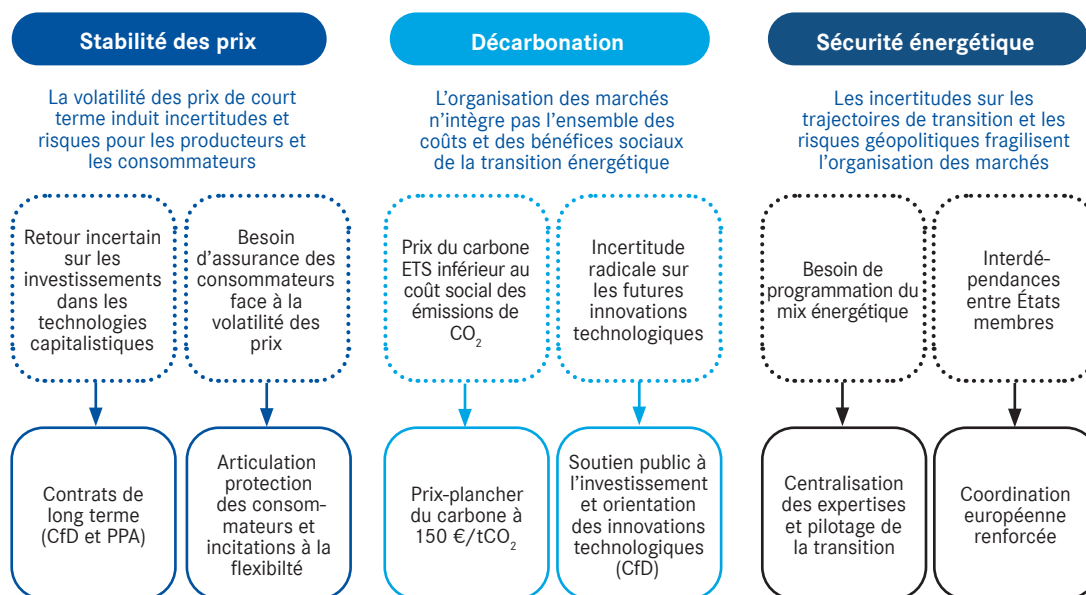 Stabilité des prix
La volatilité des prix de court
terme induit incertitudes et
risques pour les producteurs et
les consommateurs
Retour incertain
sur les
investissements
dans les
technologies
capitalistiques
Besoin
d’assurance des
consommateurs
face à la
volatilité des
prix
Contrats de
long terme
(CfD et PPA)
Articulation
protection
des consom-
mateurs et
incitations à la
flexibilté
Décarbonation
L’organisation des marchés
n’intègre pas l’ensemble des
coûts et des bénéfices sociaux
de la transition énergétique
Prix du carbone
ETS inférieur au
coût social des
émissions de
CO₂
Incertitude
radicale sur
les futures
innovations
technologiques
Prix-plancher
du carbone à
150 €/tCO₂
Soutien public à
l’investissement
et orientation
des innovations
technologiques
(CfD)
Sécurité énergétique
Les incertitudes sur les
trajectoires de transition et les
risques géopolitiques fragilisent
l’organisation des marchés
Besoin de
programmation du
mix énergétique
Interdé-
pendances
entre États
membres
Centralisation
des expertises
et pilotage de
la transition
Coordination
européenne
renforcée